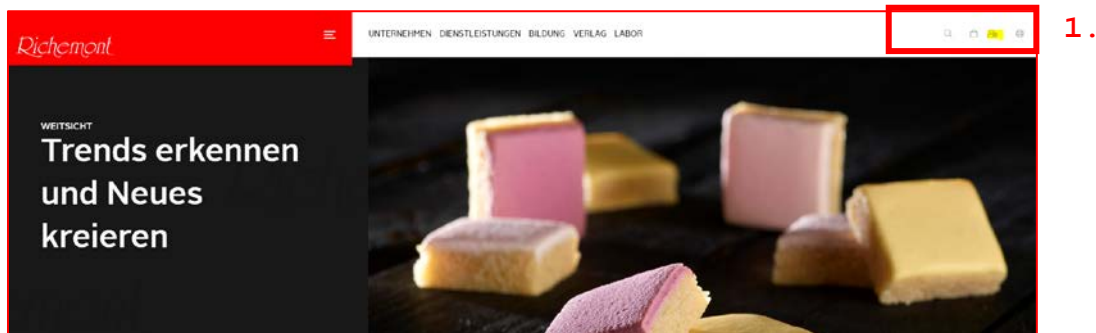 Richemont
UNTERNEHMEN DIENSTLEISTUNGEN BILDUNG VERLAG LABOR
1.
WEITSICHT
Trends erkennen
und Neues
kreieren